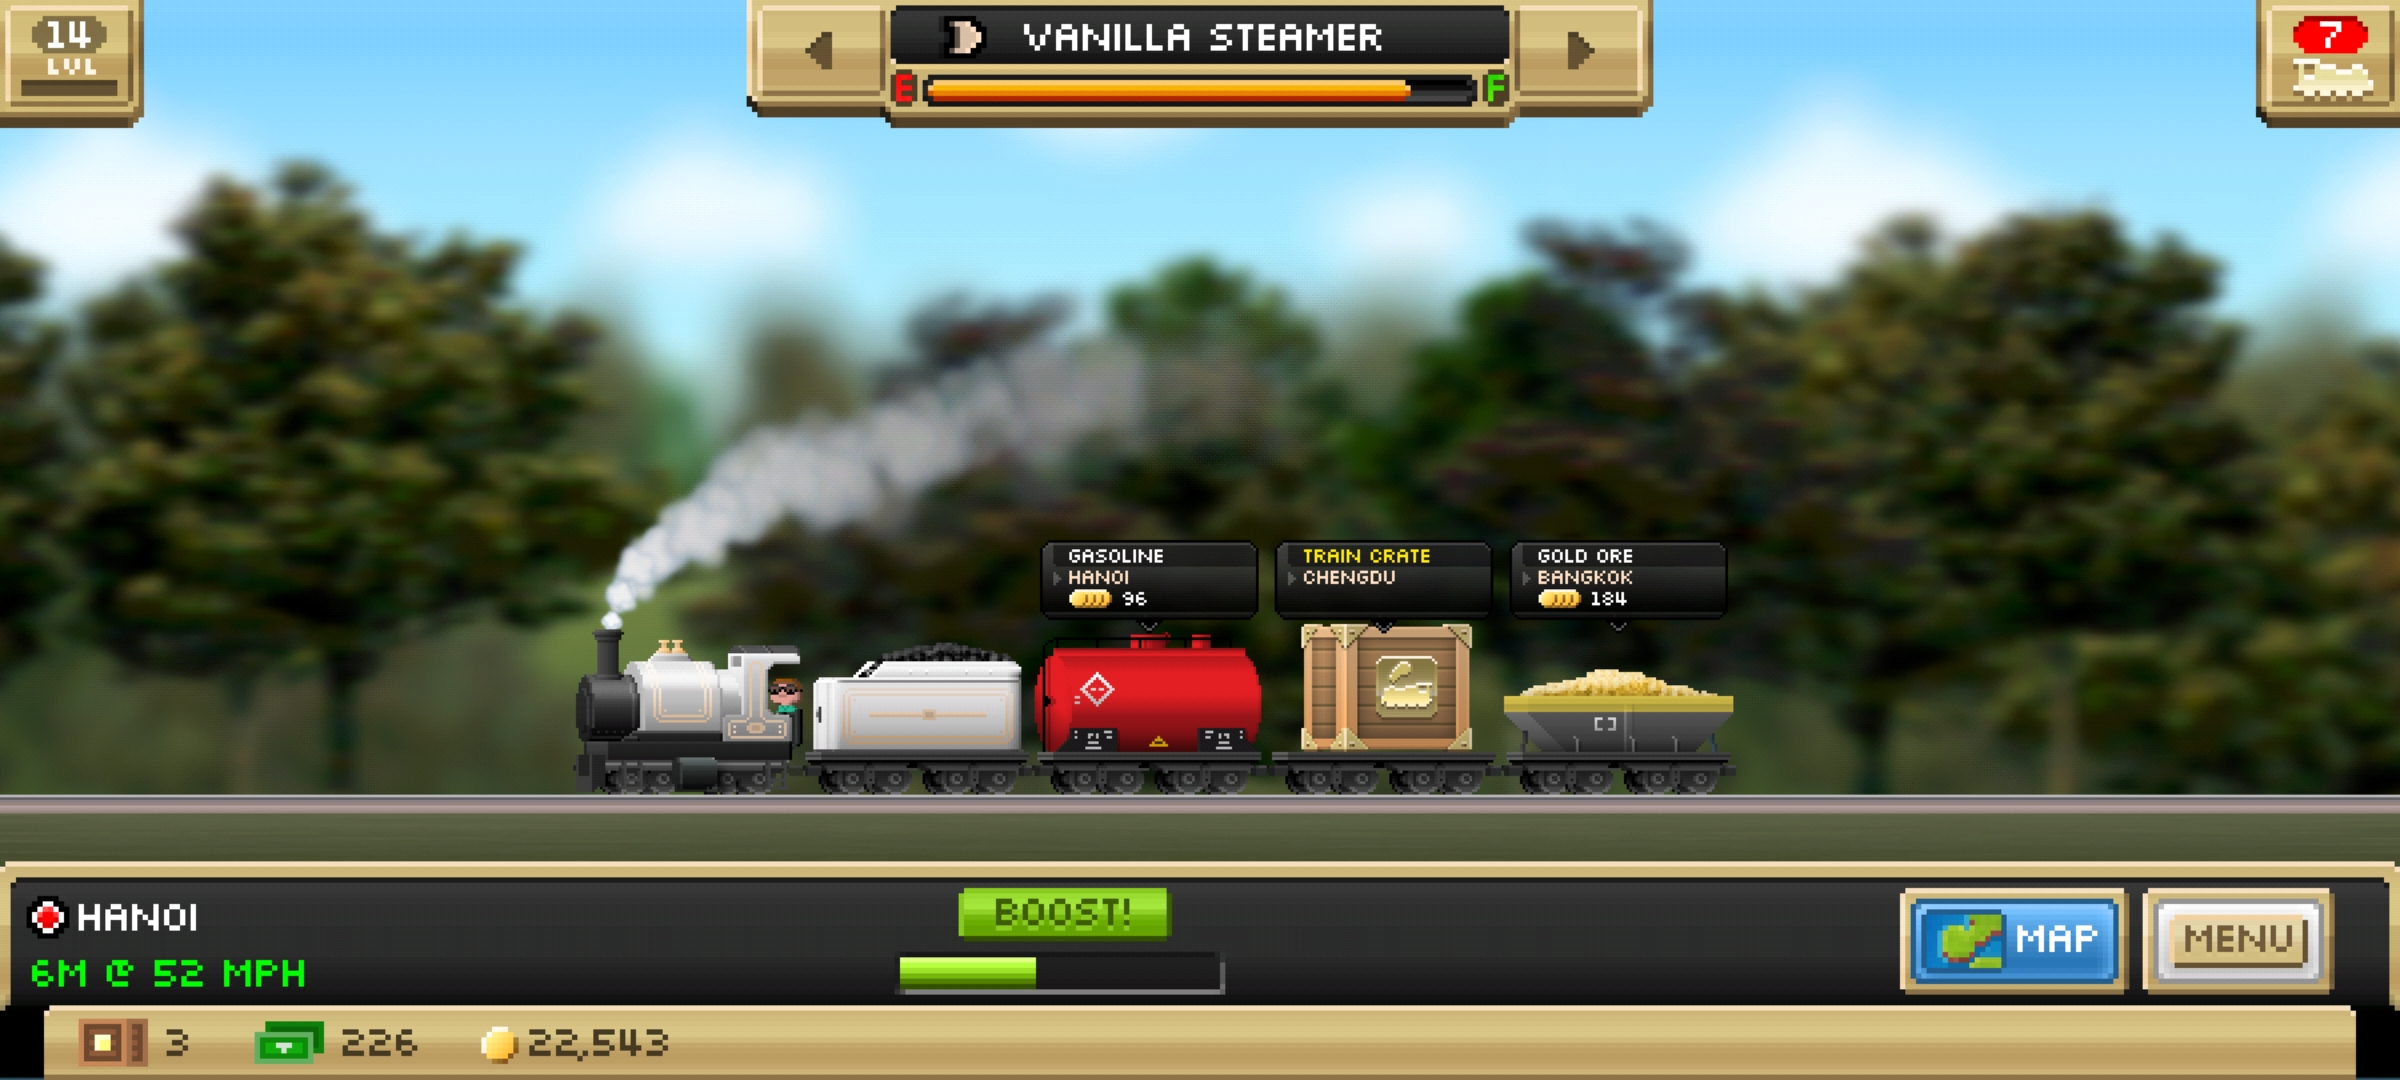 14
LVL
VANILLA STEAMER
E F
7
GASOLINE
HANOI
96
TRAIN CRATE
CHENGDU
GOLD ORE
BANGKOK
184
HANOI
6M @ 52 MPH
BOOST!
MAP
MENU
3
226
22,543